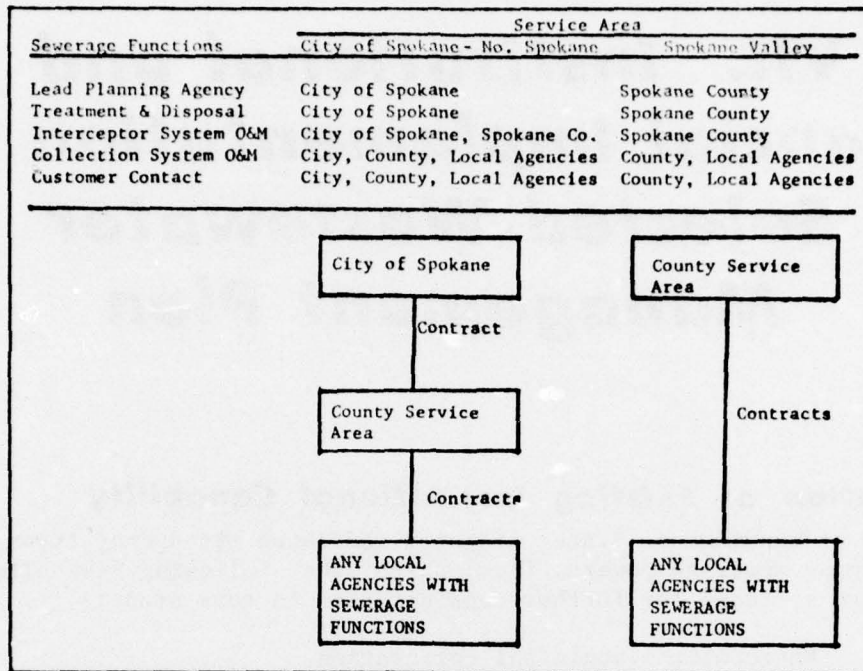 Service Area
Sewerage Functions City of Spokane - No. Spokane Spokane Valley
Lead Planning Agency City of Spokane Spokane County
Treatment & Disposal City of Spokane Spokane County
Interceptor System O&M City of Spokane, Spokane Co. Spokane County
Collection System O&M City, County, Local Agencies County, Local Agencies
Customer Contact City, County, Local Agencies County, Local Agencies
City of Spokane
County Service
Area
Contract
County Service
Area
Contracts
Contracts
ANY LOCAL
AGENCIES WITH
SEWERAGE
FUNCTIONS
ANY LOCAL
AGENCIES WITH
SEWERAGE
FUNCTIONS